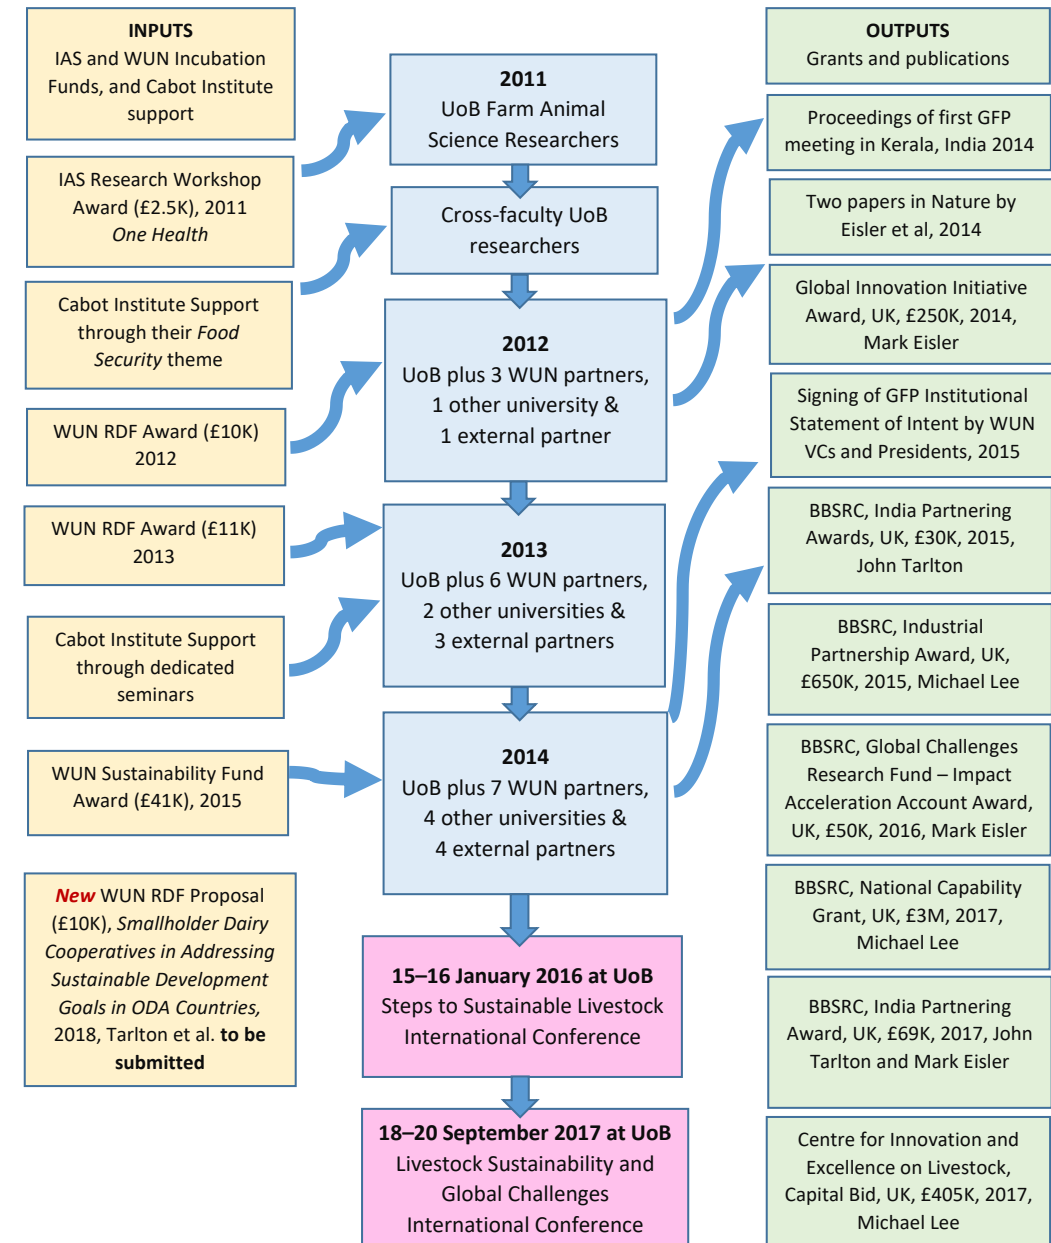 INPUTS
IAS and WUN Incubation
Funds, and Cabot Institute
support
IAS Research Workshop
Award (£2.5K), 2011
One Health
Cabot Institute Support
through their Food
Security theme
WUN RDF Award (£10K)
2012
WUN RDF Award (£11K)
2013
Cabot Institute Support
through dedicated
seminars
WUN Sustainability Fund
Award (£41K), 2015
New WUN RDF Proposal
(£10K), Smallholder Dairy
Cooperatives in Addressing
Sustainable Development
Goals in ODA Countries,
2018, Tarlton et al. to be
submitted
2011
UoB Farm Animal
Science Researchers
Cross-faculty UoB
researchers
2012
UoB plus 3 WUN partners,
1 other university &
1 external partner
2013
UoB plus 6 WUN partners,
2 other universities &
3 external partners
2014
UoB plus 7 WUN partners,
4 other universities &
4 external partners
15–16 January 2016 at UoB
Steps to Sustainable Livestock
International Conference
18–20 September 2017 at UoB
Livestock Sustainability and
Global Challenges
International Conference
OUTPUTS
Grants and publications
Proceedings of first GFP
meeting in Kerala, India 2014
Two papers in Nature by
Eisler et al, 2014
Global Innovation Initiative
Award, UK, £250K, 2014,
Mark Eisler
Signing of GFP Institutional
Statement of Intent by WUN
VCs and Presidents, 2015
BBSRC, India Partnering
Awards, UK, £30K, 2015,
John Tarlton
BBSRC, Industrial
Partnership Award, UK,
£650K, 2015, Michael Lee
BBSRC, Global Challenges
Research Fund – Impact
Acceleration Account Award,
UK, £50K, 2016, Mark Eisler
BBSRC, National Capability
Grant, UK, £3M, 2017,
Michael Lee
BBSRC, India Partnering
Award, UK, £69K, 2017, John
Tarlton and Mark Eisler
Centre for Innovation and
Excellence on Livestock,
Capital Bid, UK, £405K, 2017,
Michael Lee